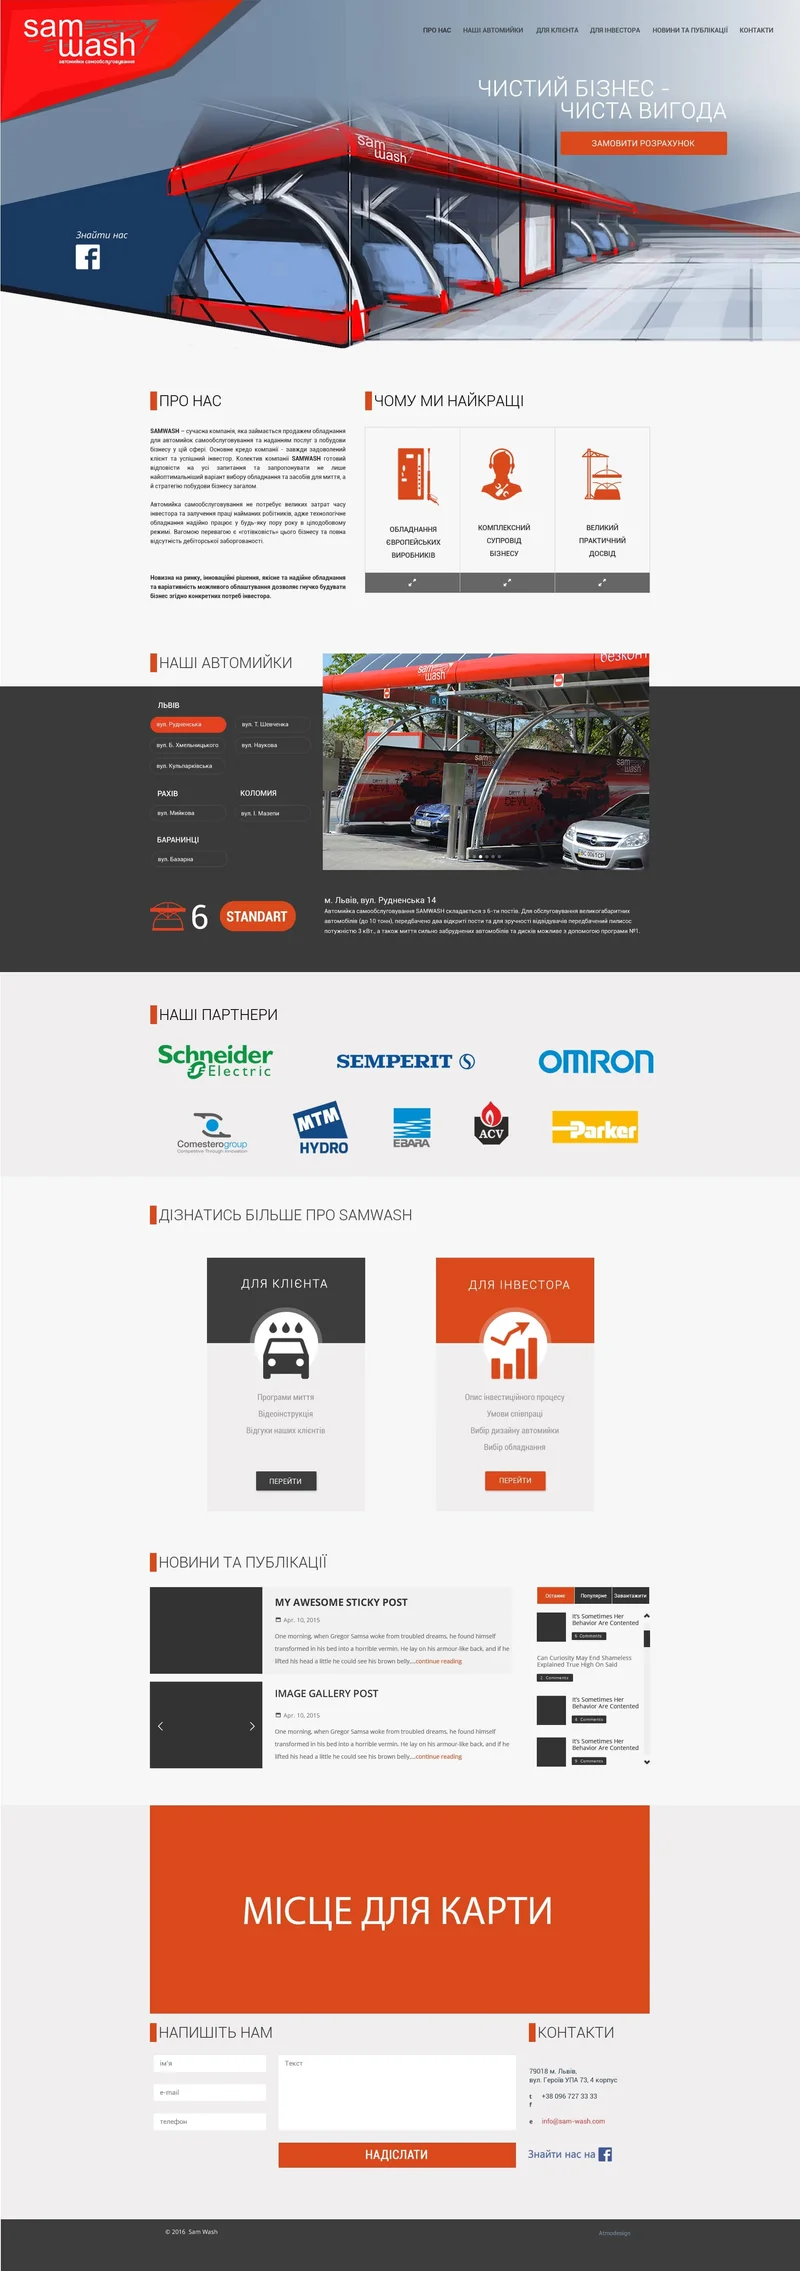 sam
wash
автомийки самообслуговування
ПРО НАС НАШІ АВТОМИЙКИ ДЛЯ КЛІЄНТА ДЛЯ ІНВЕСТОРА НОВИНИ ТА ПУБЛІКАЦІЇ КОНТАКТИ
ЧИСТИЙ БІЗНЕС -
ЧИСТА ВИГОДА
ЗАМОВИТИ РОЗРАХУНОК
sam
wash
Знайти нас
ПРО НАС
SAMWASH – сучасна компанія, яка займається продажем обладнання
для автомийок самообслуговування та наданням послуг з побудови
бізнесу у цій сфері. Основне кредо компанії - завжди задоволений
клієнт та успішний інвестор. Колектив компанії SAMWASH готовий
відповісти на усі запитання та запропонувати не лише
найоптимальніший варіант вибору обладнання та засобів для миття, а
й стратегію побудови бізнесу загалом.
Автомийка самообслуговування не потребує великих затрат часу
інвестора та залучення праці найманих робітників, адже технологічне
обладнання надійно працює у будь-яку пору року в цілодобовому
режимі. Вагомою перевагою є «готівковість» цього бізнесу та повна
відсутність дебіторської заборгованості.
Новизна на ринку, інноваційні рішення, якісне та надійне обладнання
та варіативність можливого облаштування дозволяє гнучко будувати
бізнес згідно конкретних потреб інвестора.
ЧОМУ МИ НАЙКРАЩІ
ОБЛАДНАННЯ
ЄВРОПЕЙСЬКИХ
ВИРОБНИКІВ
КОМПЛЕКСНИЙ
СУПРОВІД
БІЗНЕСУ
ВЕЛИКИЙ
ПРАКТИЧНИЙ
ДОСВІД
НАШІ АВТОМИЙКИ
ЛЬВІВ
вул. Рудненська вул. Т. Шевченка
вул. Б. Хмельницького вул. Наукова
вул. Кульпарківська
РАХІВ КОЛОМИЯ
вул. Мийкова вул. І. Мазепи
БАРАНИНЦІ
вул. Базарна
sam
wash
безконт
sam
wash
DEVIL
6 STANDART
м. Львів, вул. Рудненська 14
Автомийка самообслуговування SAMWASH складається з 6-ти постів. Для обслуговування великогабаритних
автомобілів (до 10 тонн), передбачено два відкриті пости та для зручності відвідувачів передбачений пилисос
потужністю 3 кВт., а також миття сильно забруднених автомобілів та дисків можливе з допомогою програми №1.
НАШІ ПАРТНЕРИ
Schneider
Electric
SEMPERIT S
OMRON
Comesterogroup
Competitive Through Innovation
MTM
HYDRO
EBARA
ACV
Parker
ДІЗНАТИСЬ БІЛЬШЕ ПРО SAMWASH
ДЛЯ КЛІЄНТА
Програми миття
Відеоінструкція
Відгуки наших клієнтів
ПЕРЕЙТИ
ДЛЯ ІНВЕСТОРА
Опис інвестиційного процесу
Умови співпраці
Вибір дизайну автомийки
Вибір обладнання
ПЕРЕЙТИ
НОВИНИ ТА ПУБЛІКАЦІЇ
MY AWESOME STICKY POST
Apr. 10, 2015
One morning, when Gregor Samsa woke from troubled dreams, he found himself
transformed in his bed into a horrible vermin. He lay on his armour-like back, and if he
lifted his head a little he could see his brown belly....continue reading
IMAGE GALLERY POST
Apr. 10, 2015
One morning, when Gregor Samsa woke from troubled dreams, he found himself
transformed in his bed into a horrible vermin. He lay on his armour-like back, and if he
lifted his head a little he could see his brown belly....continue reading
Останнє Популярне Завантажити
It's Sometimes Her
Behavior Are Contented
6 Comments
Can Curiosity May End Shameless
Explained True High On Said
2 Comments
It's Sometimes Her
Behavior Are Contented
4 Comments
It's Sometimes Her
Behavior Are Contented
9 Comments
МІСЦЕ ДЛЯ КАРТИ
НАПИШІТЬ НАМ
ім'я
e-mail
телефон
Текст
НАДІСЛАТИ
КОНТАКТИ
79018 м. Львів,
вул. Героїв УПА 73, 4 корпус
t +38 096 727 33 33
f
e info@sam-wash.com
Знайти нас на
© 2016 Sam Wash
Atmodesign